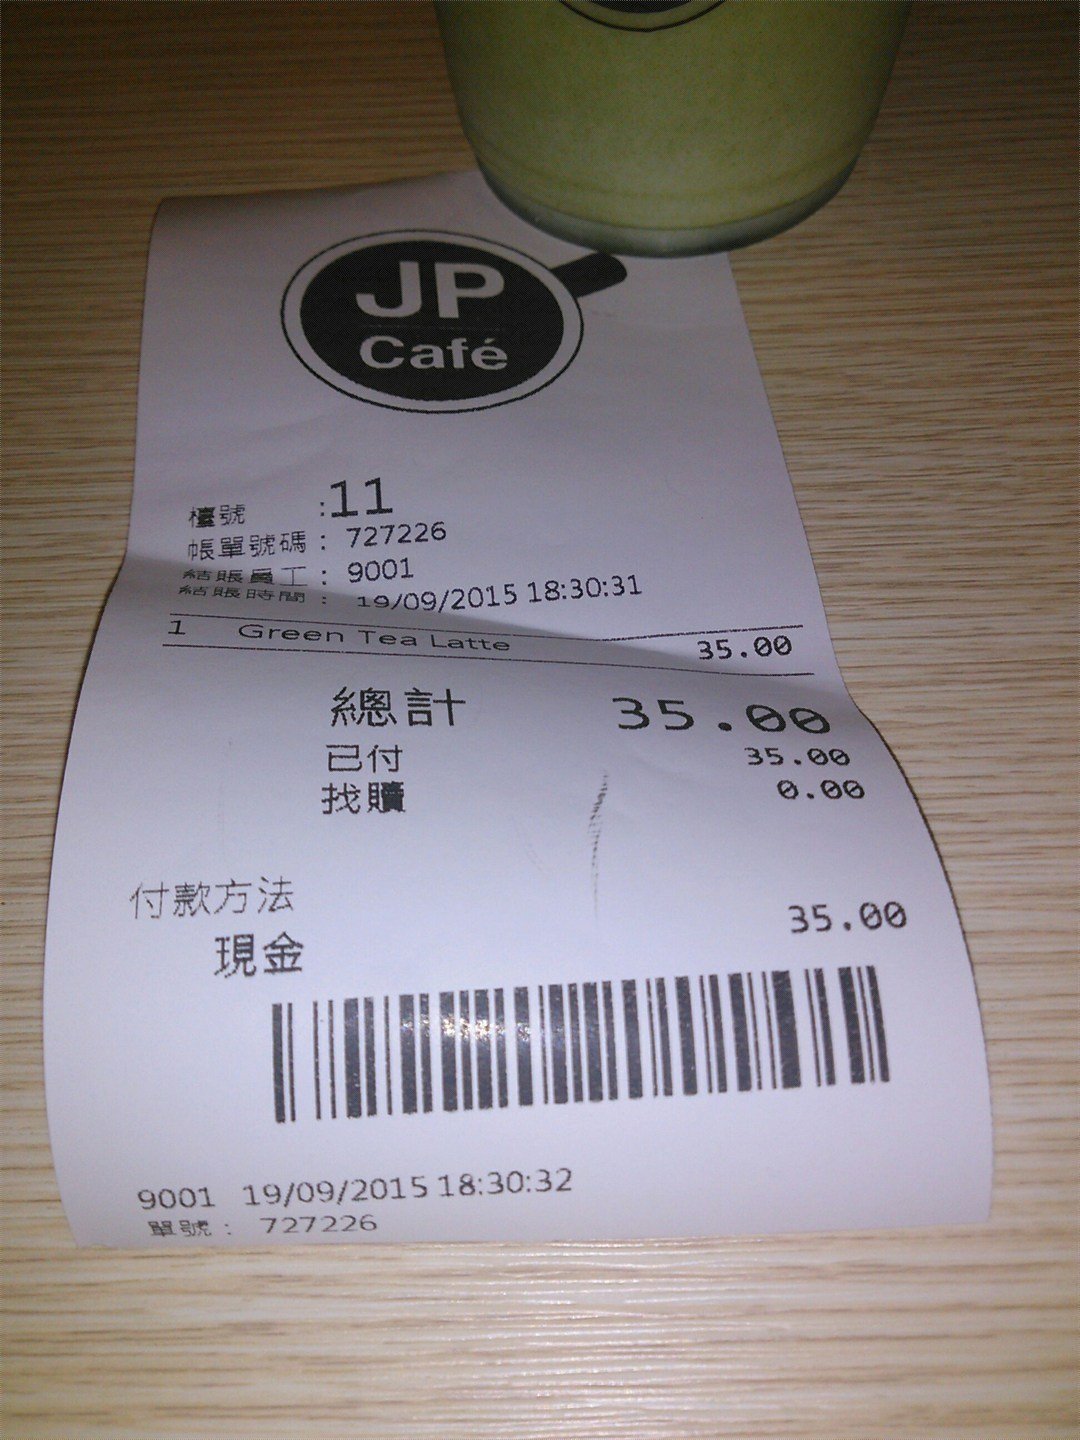 JP
Café
檯號 :11
帳單號碼 : 727226
結賬員工 : 9001
結賬時間 : 19/09/2015 18:30:31
1 Green Tea Latte 35.00
總計 35.00
已付 35.00
找贖 0.00
付款方法
現金 35.00
9001 19/09/2015 18:30:32
單號 : 727226